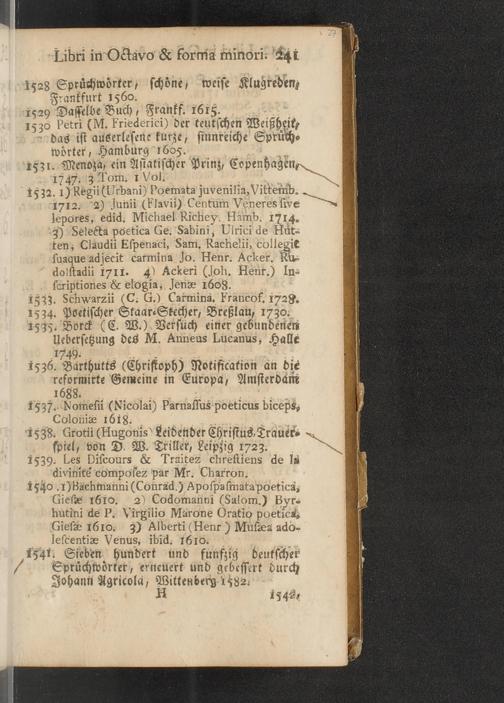 Libri in Octavo & forma minori. 241
1528 Sprüchwörter, schöne, weise Klugreden,
Frankfurt 1560.
1529 Dasselbe Buch, Frankf. 1615.
1530 Petri (M. Friederici) der teutschen Weißheit,
das ist auserlesene kurtze, sinnreiche Sprüch-
wörter, Hamburg 1605.
1531. Menoza, ein Asiatischer Prinz, Copenhagen,
1747. 3 Tom. 1 Vol.
1532. 1) Regii (Urbani) Poemata juvenilia, Vittemb.
1712. 2) Junii (Flavii) Centum Veneres sive
lepores, edid. Michael Richey. Hamb. 1714.
3) Selecta poetica Ge. Sabini, Ulrici de Hut-
ten, Claudii Espenaci, Sam. Rachelii, collegit
suaque adjecit carmina Jo. Henr. Acker. Ru-
dolstadii 1711. 4) Ackeri (Joh. Henr.) In-
scriptiones & elogia, Jenæ 1608.
1533. Schwarzii (C. G.) Carmina. Francof. 1728.
1534. Poetischer Staar-Stecher, Breßlau, 1730.
1535. Borck (C. W.) Versuch einer gebundenen
Uebersetzung des M. Anneus Lucanus, Halle
1749.
1536. Barthutts (Christoph) Notification an die
reformirte Gemeine in Europa, Amsterdam
1688.
1537. Nomesii (Nicolai) Parnassus poeticus biceps,
Coloniæ 1618.
1538. Grotii (Hugonis) Leidender Christus, Trauer-
spiel, von D. W. Triller, Leipzig 1723.
1539. Les Discours & Traitez chrestiens de la
divinité composez par Mr. Charron.
1540 .1) Bachmanni (Conrad.) Apospasmata poetica,
Giesæ 1610. 2) Codomanni (Salom.) Byr-
hutini de P. Virgilio Marone Oratio poetica,
Giesæ 1610. 3) Alberti (Henr) Musæa ado-
lescentiæ Venus, ibid. 1610.
1541. Sieben hundert und funfzig deutscher
Sprüchwörter, erneuert und gebessert durch
Johann Agricola, Wittenberg 1582.
H 1542,